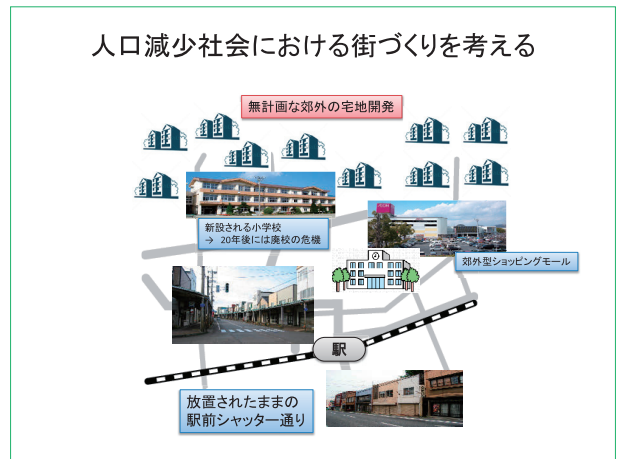 人口減少社会における街づくりを考える
無計画な郊外の宅地開発
新設される小学校
→ 20年後には廃校の危機
郊外型ショッピングモール
駅
放置されたままの
駅前シャッター通り